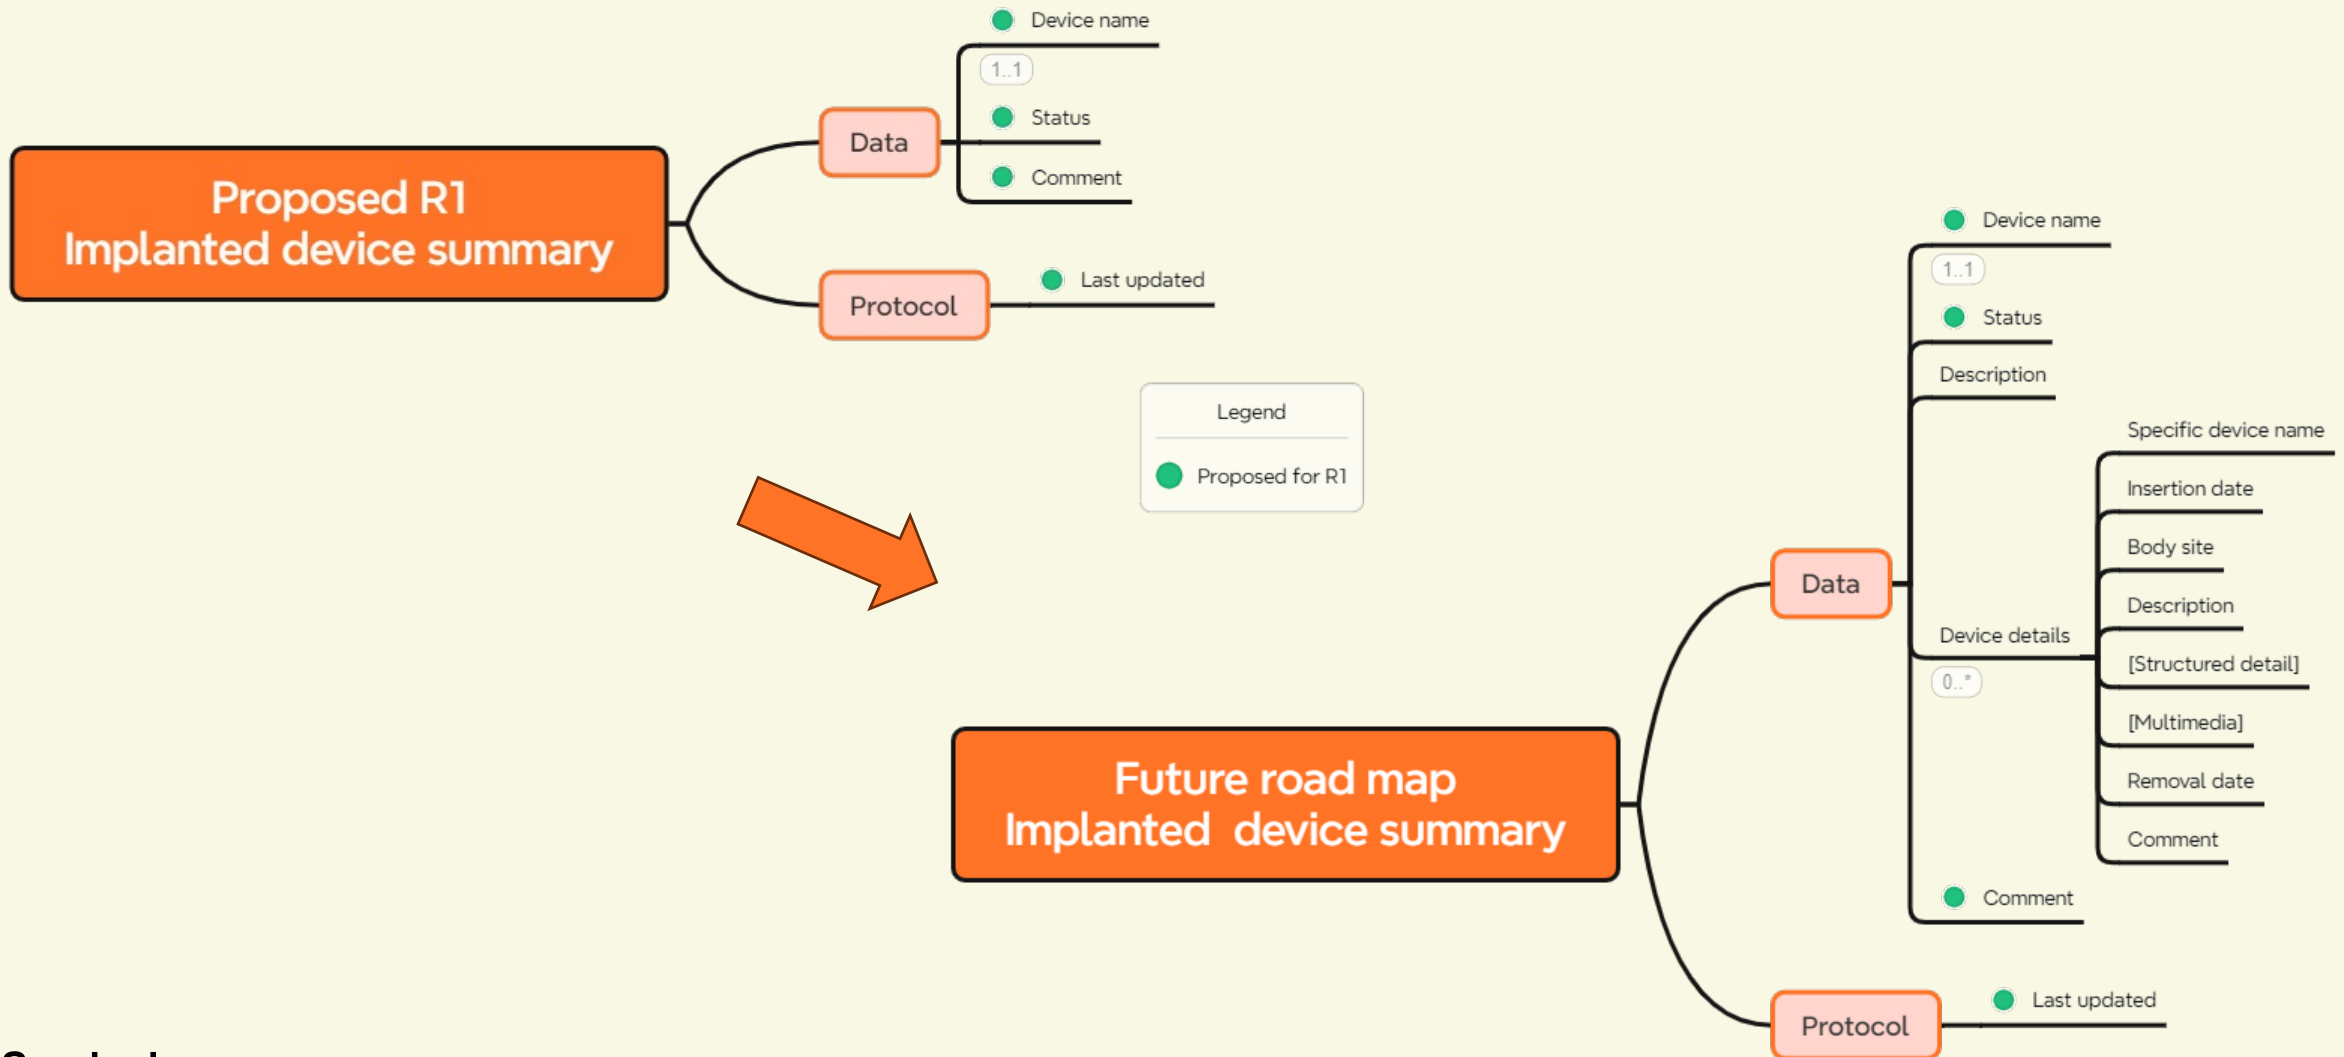 Proposed R1
Implanted device summary
Data
Device name
1..1
Status
Comment
Protocol
Last updated
Legend
Proposed for R1
Future road map
Implanted  device summary
Data
Device name
1..1
Status
Description
Device details
0..*
Specific device name
Insertion date
Body site
Description
[Structured detail]
[Multimedia]
Removal date
Comment
Comment
Protocol
Last updated